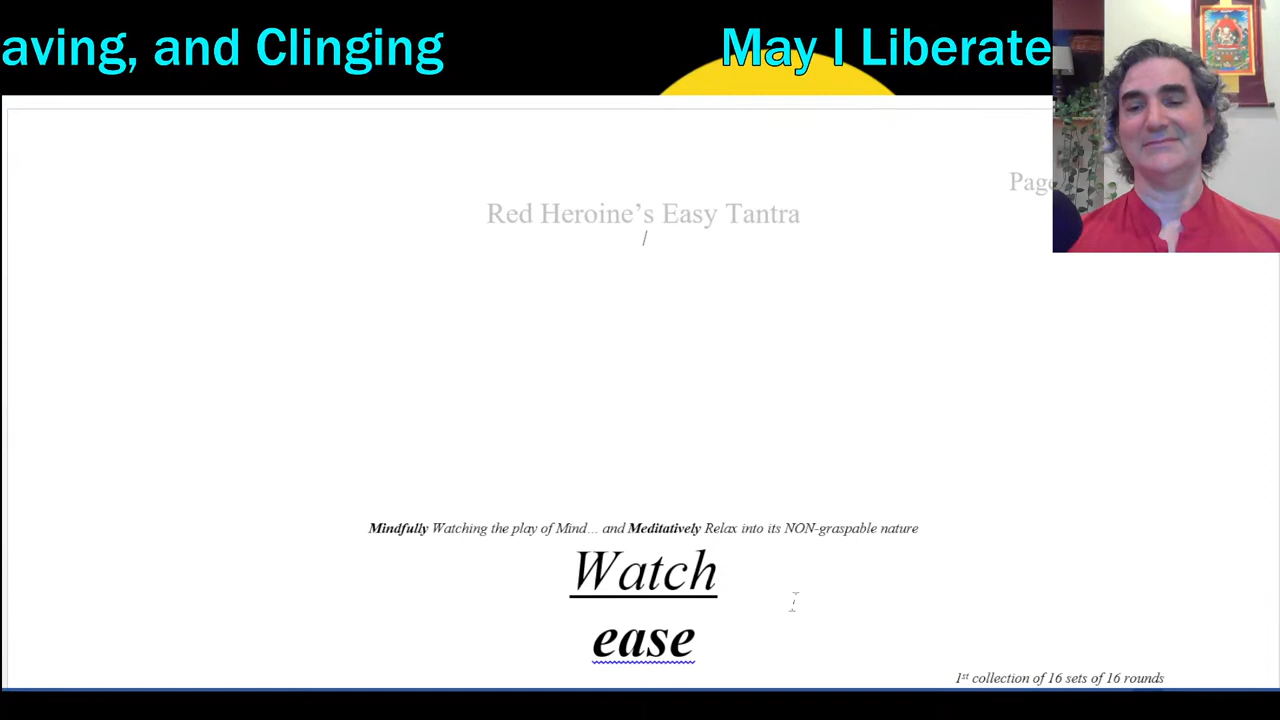 aving, and Clinging May I Liberate
Page
Red Heroine's Easy Tantra
/
Mindfully Watching the play of Mind... and Meditatively Relax into its NON-graspable nature
Watch
ease
1st collection of 16 sets of 16 rounds